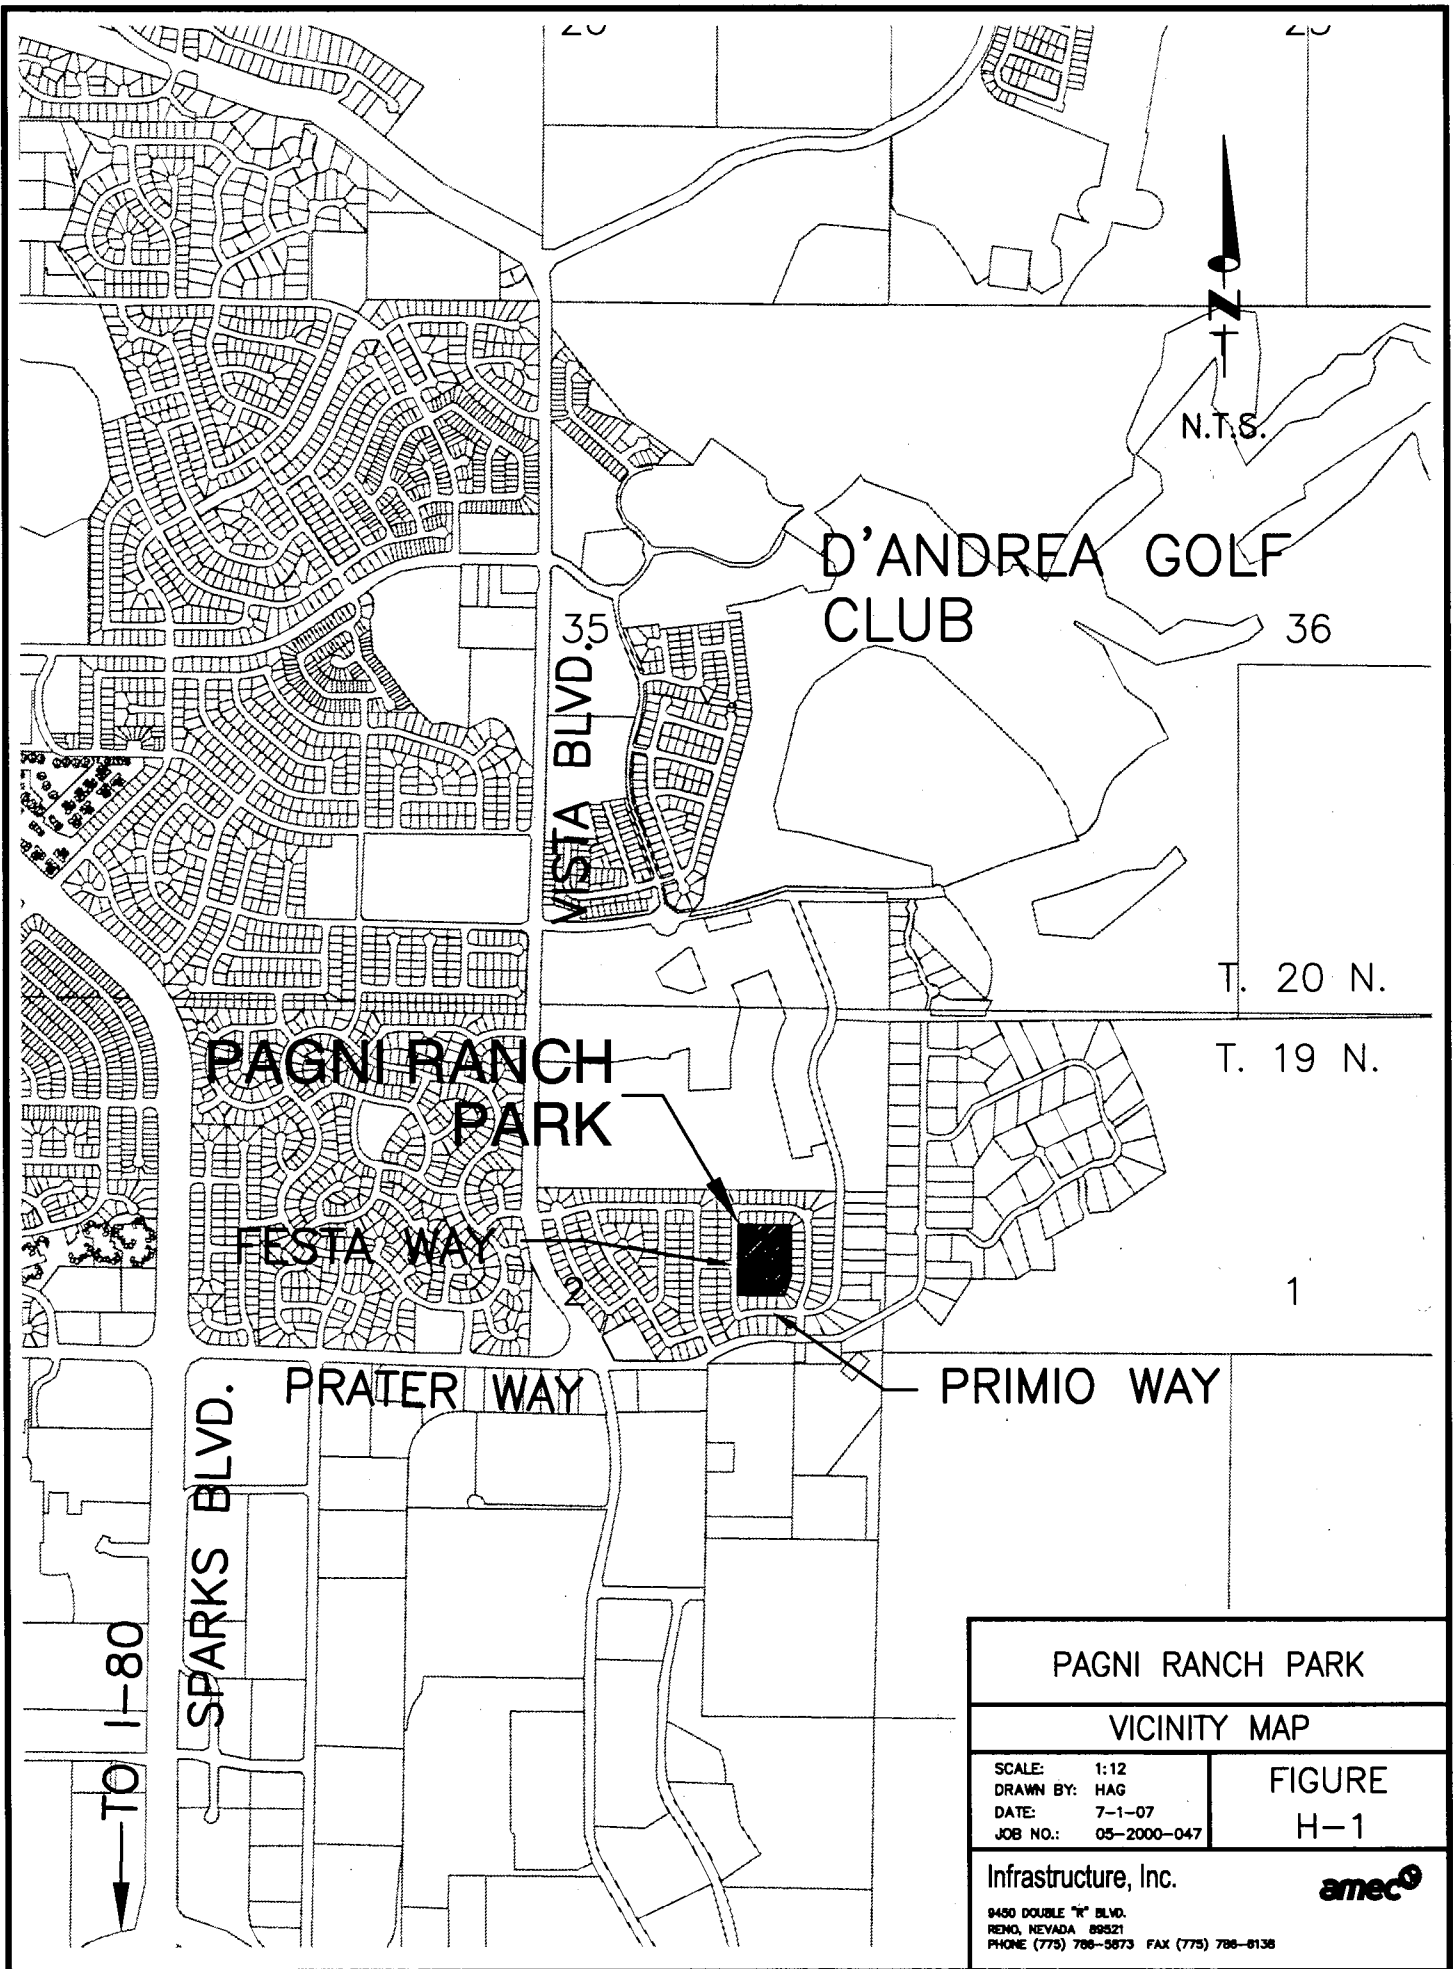 D'ANDREA GOLF
CLUB
N
N.T.S.
35
36
VISTA BLVD.
T. 20 N.
T. 19 N.
PAGNI RANCH
PARK
FESTA WAY
2
1
PRATER WAY
PRIMIO WAY
SPARKS BLVD.
TO I-80
PAGNI RANCH PARK
VICINITY MAP
SCALE: 1:12
DRAWN BY: HAG
DATE: 7-1-07
JOB NO.: 05-2000-047
FIGURE
H-1
Infrastructure, Inc.
amec
9450 DOUBLE "R" BLVD.
RENO, NEVADA 89521
PHONE (775) 786-5873 FAX (775) 786-6136